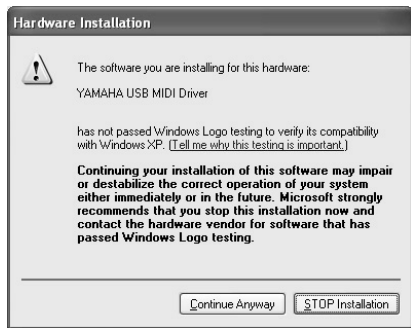 Hardware Installation
The software you are installing for this hardware:
YAMAHA USB MIDI Driver
has not passed Windows Logo testing to verify its compatibility
with Windows XP. (Tell me why this testing is important.)
Continuing your installation of this software may impair
or destabilize the correct operation of your system
either immediately or in the future. Microsoft strongly
recommends that you stop this installation now and
contact the hardware vendor for software that has
passed Windows Logo testing.
Continue Anyway
STOP Installation